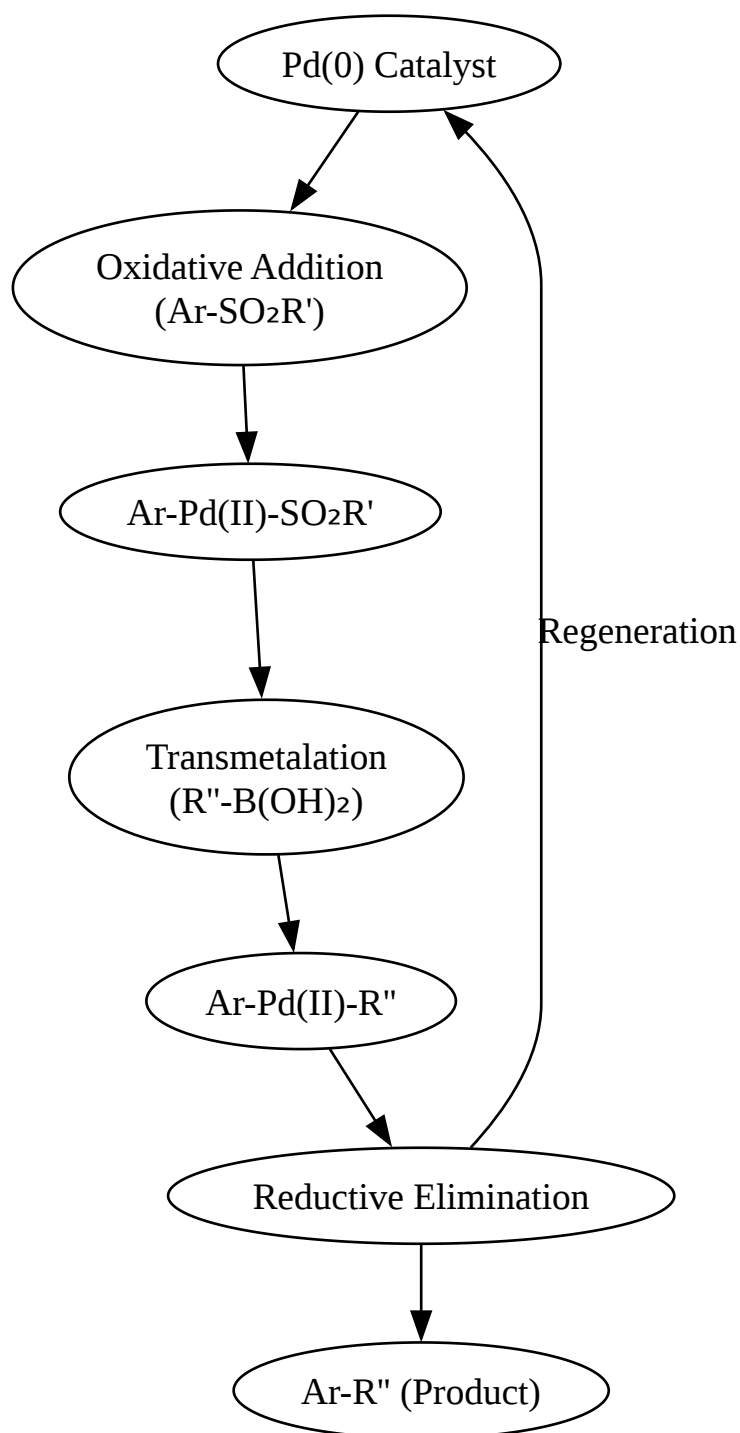 Pd(0) Catalyst
Oxidative Addition
(Ar-SO₂R')
Ar-Pd(II)-SO₂R'
Regeneration
Transmetalation
(R''-B(OH)₂)
Ar-Pd(II)-R''
Reductive Elimination
Ar-R'' (Product)